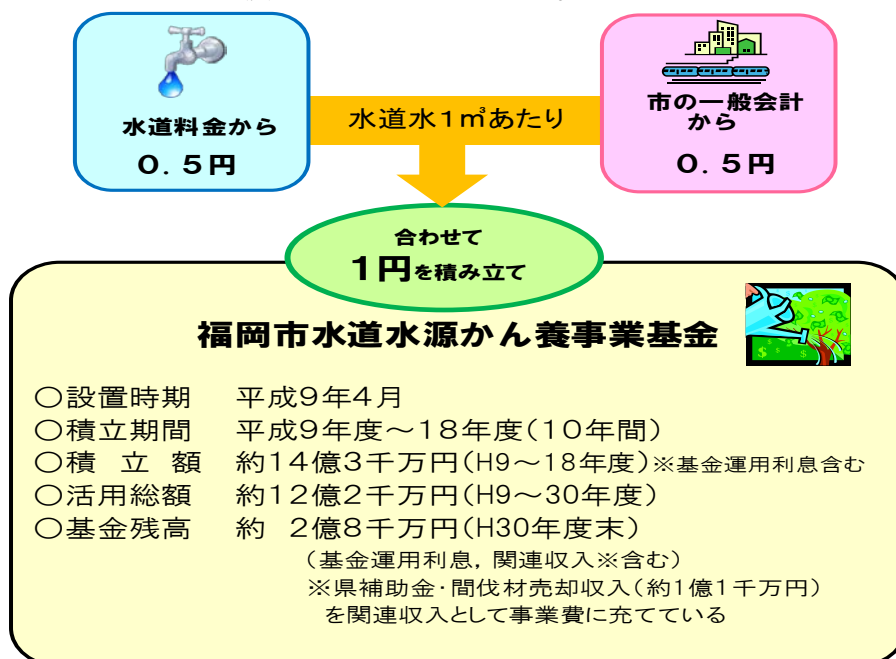 水道料金から
0.5円
水道水1㎥あたり
市の一般会計
から
0.5円
合わせて
1円を積み立て
福岡市水道水源かん養事業基金
○設置時期 平成9年4月
○積立期間 平成9年度～18年度(10年間)
○積立額 約14億3千万円(H9～18年度)※基金運用利息含む
○活用総額 約12億2千万円(H9～30年度)
○基金残高 約 2億8千万円(H30年度末)
(基金運用利息，関連収入※含む)
※県補助金・間伐材売却収入(約1億1千万円)
を関連収入として事業費に充てている